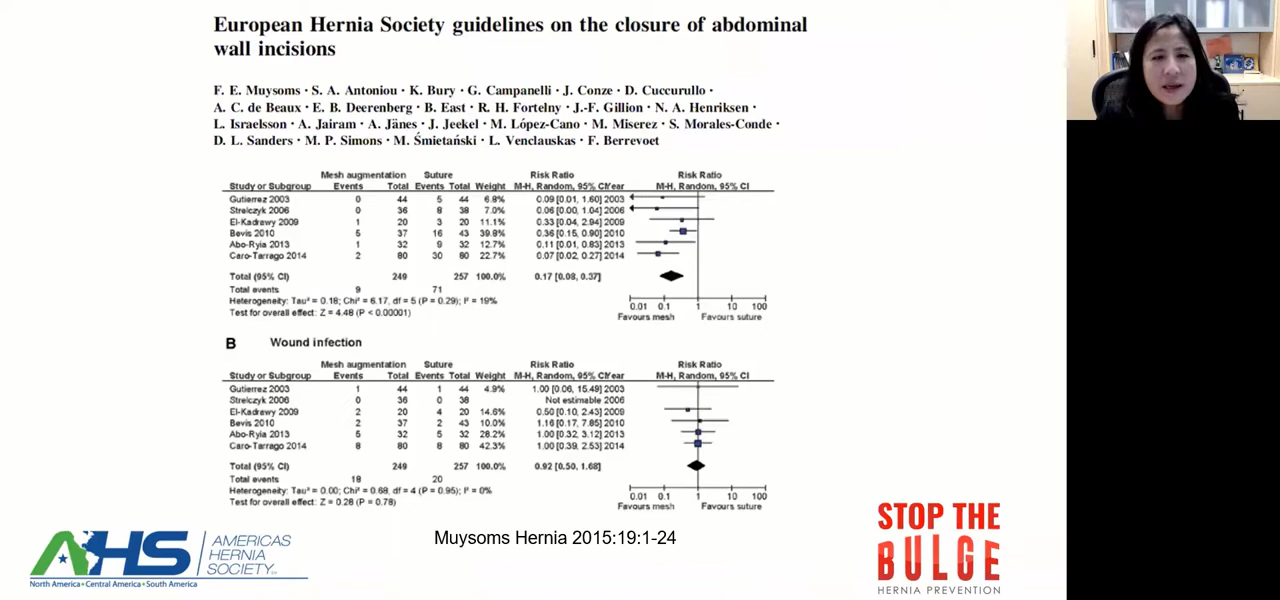 European Hernia Society guidelines on the closure of abdominal
wall incisions
F. E. Muysoms · S. A. Antoniou · K. Bury · G. Campanelli · J. Conze · D. Cuccurullo ·
A. C. de Beaux · E. B. Deerenberg · B. East · R. H. Fortelny · J.-F. Gillion · N. A. Henriksen ·
L. Israelsson · A. Jairam · A. Jänes · J. Jeekel · M. López-Cano · M. Miserez · S. Morales-Conde ·
D. L. Sanders · M. P. Simons · M. Śmietański · L. Venclauskas · F. Berrevoet
Mesh augmentation Suture Risk Ratio Risk Ratio
Study or Subgroup Events Total Events Total Weight M-H, Random, 95% CI Year M-H, Random, 95% CI
Gutierrez 2003 0 44 5 44 6.8% 0.09 [0.01, 1.60] 2003
Strelczyk 2006 0 36 8 38 7.0% 0.06 [0.00, 1.04] 2006
El-Kadrawy 2009 1 20 3 20 11.1% 0.33 [0.04, 2.94] 2009
Bevis 2010 5 37 16 43 39.8% 0.36 [0.15, 0.90] 2010
Abo-Ryia 2013 1 32 9 32 12.7% 0.11 [0.01, 0.83] 2013
Caro-Tarrago 2014 2 80 30 80 22.7% 0.07 [0.02, 0.27] 2014
Total (95% CI) 249 257 100.0% 0.17 [0.08, 0.37]
Total events 9 71
Heterogeneity: Tau² = 0.18; Chi² = 6.17, df = 5 (P = 0.29); I² = 19%
Test for overall effect: Z = 4.48 (P < 0.00001)
0.01 0.1 1 10 100
Favours mesh Favours suture
B Wound infection
Mesh augmentation Suture Risk Ratio Risk Ratio
Study or Subgroup Events Total Events Total Weight M-H, Random, 95% CI Year M-H, Random, 95% CI
Gutierrez 2003 1 44 1 44 4.9% 1.00 [0.06, 15.49] 2003
Strelczyk 2006 0 36 0 38 Not estimable 2006
El-Kadrawy 2009 2 20 4 20 14.6% 0.50 [0.10, 2.43] 2009
Bevis 2010 2 37 2 43 10.0% 1.16 [0.17, 7.85] 2010
Abo-Ryia 2013 5 32 5 32 28.2% 1.00 [0.32, 3.12] 2013
Caro-Tarrago 2014 8 80 8 80 42.3% 1.00 [0.39, 2.53] 2014
Total (95% CI) 249 257 100.0% 0.92 [0.50, 1.68]
Total events 18 20
Heterogeneity: Tau² = 0.00; Chi² = 0.68, df = 4 (P = 0.95); I² = 0%
Test for overall effect: Z = 0.28 (P = 0.78)
0.01 0.1 1 10 100
Favours mesh Favours suture
Muysoms Hernia 2015:19:1-24
AHS
AMERICAS
HERNIA
SOCIETY
North America • Central America • South America
STOP THE
BULGE
HERNIA PREVENTION